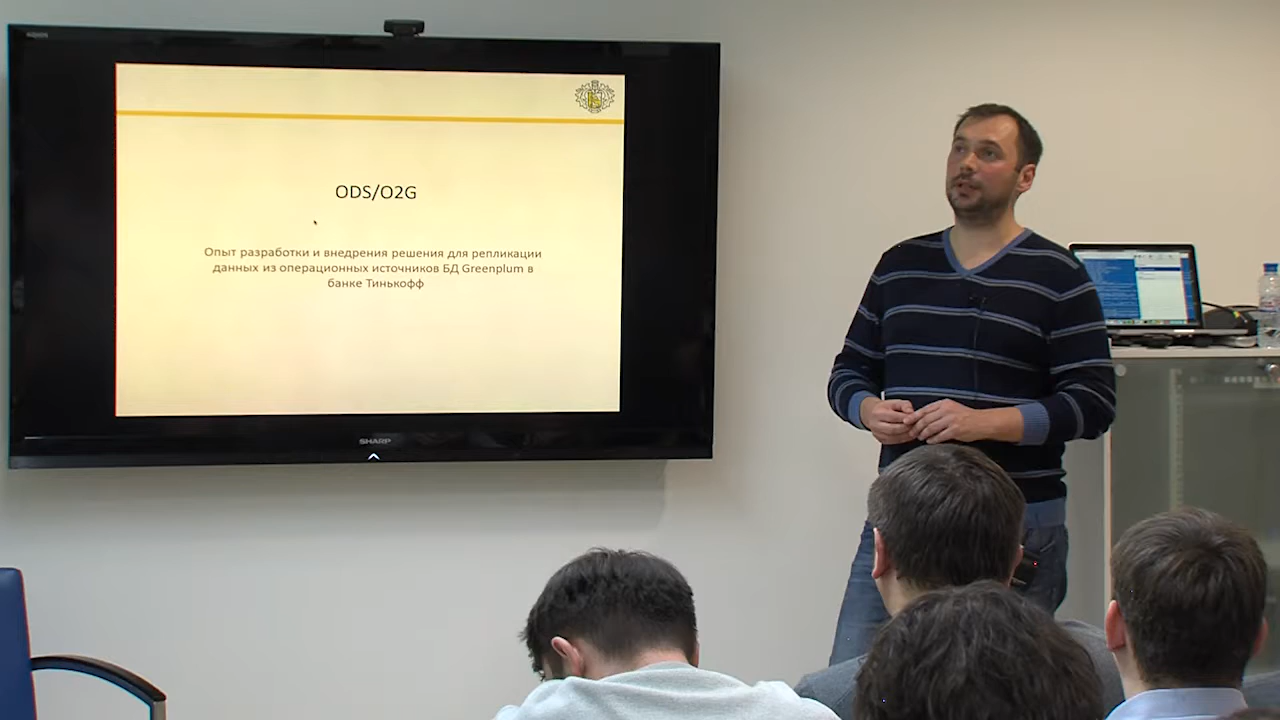 ODS/O2G
Опыт разработки и внедрения решения для репликации
данных из операционных источников БД Greenplum в
банке Тинькофф
SHARP